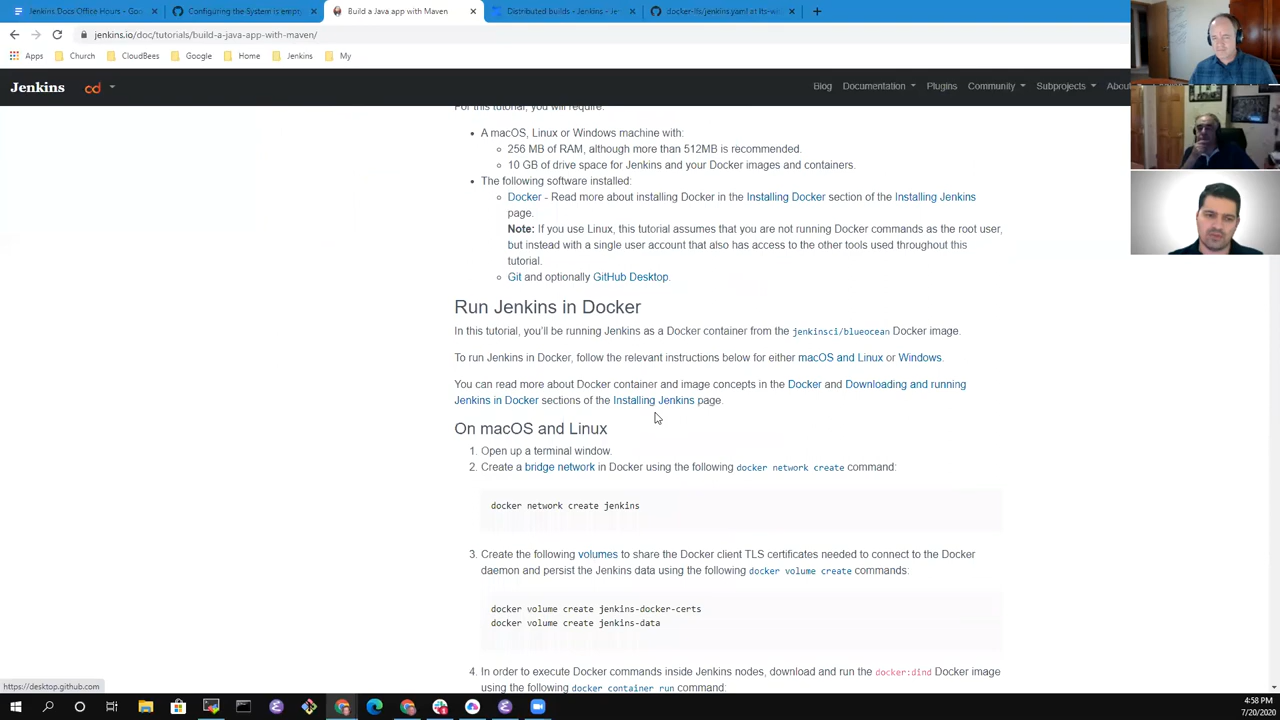 Jenkins Docs Office Hours - Goo
Configuring the System is empty
Build a Java app with Maven
Distributed builds - Jenkins - Je
docker-lts/jenkins.yaml at lts-wi
jenkins.io/doc/tutorials/build-a-java-app-with-maven/
Apps Church CloudBees Google Home Jenkins My
Jenkins Blog Documentation Plugins Community Subprojects About
For this tutorial, you will require:
A macOS, Linux or Windows machine with:
256 MB of RAM, although more than 512MB is recommended.
10 GB of drive space for Jenkins and your Docker images and containers.
The following software installed:
Docker - Read more about installing Docker in the Installing Docker section of the Installing Jenkins
page.
Note: If you use Linux, this tutorial assumes that you are not running Docker commands as the root user,
but instead with a single user account that also has access to the other tools used throughout this
tutorial.
Git and optionally GitHub Desktop.
Run Jenkins in Docker
In this tutorial, you'll be running Jenkins as a Docker container from the jenkinsci/blueocean Docker image.
To run Jenkins in Docker, follow the relevant instructions below for either macOS and Linux or Windows.
You can read more about Docker container and image concepts in the Docker and Downloading and running
Jenkins in Docker sections of the Installing Jenkins page.
On macOS and Linux
1. Open up a terminal window.
2. Create a bridge network in Docker using the following docker network create command:
docker network create jenkins
3. Create the following volumes to share the Docker client TLS certificates needed to connect to the Docker
daemon and persist the Jenkins data using the following docker volume create commands:
docker volume create jenkins-docker-certs
docker volume create jenkins-data
4. In order to execute Docker commands inside Jenkins nodes, download and run the docker:dind Docker image
using the following docker container run command:
https://desktop.github.com
4:58 PM
7/20/2020